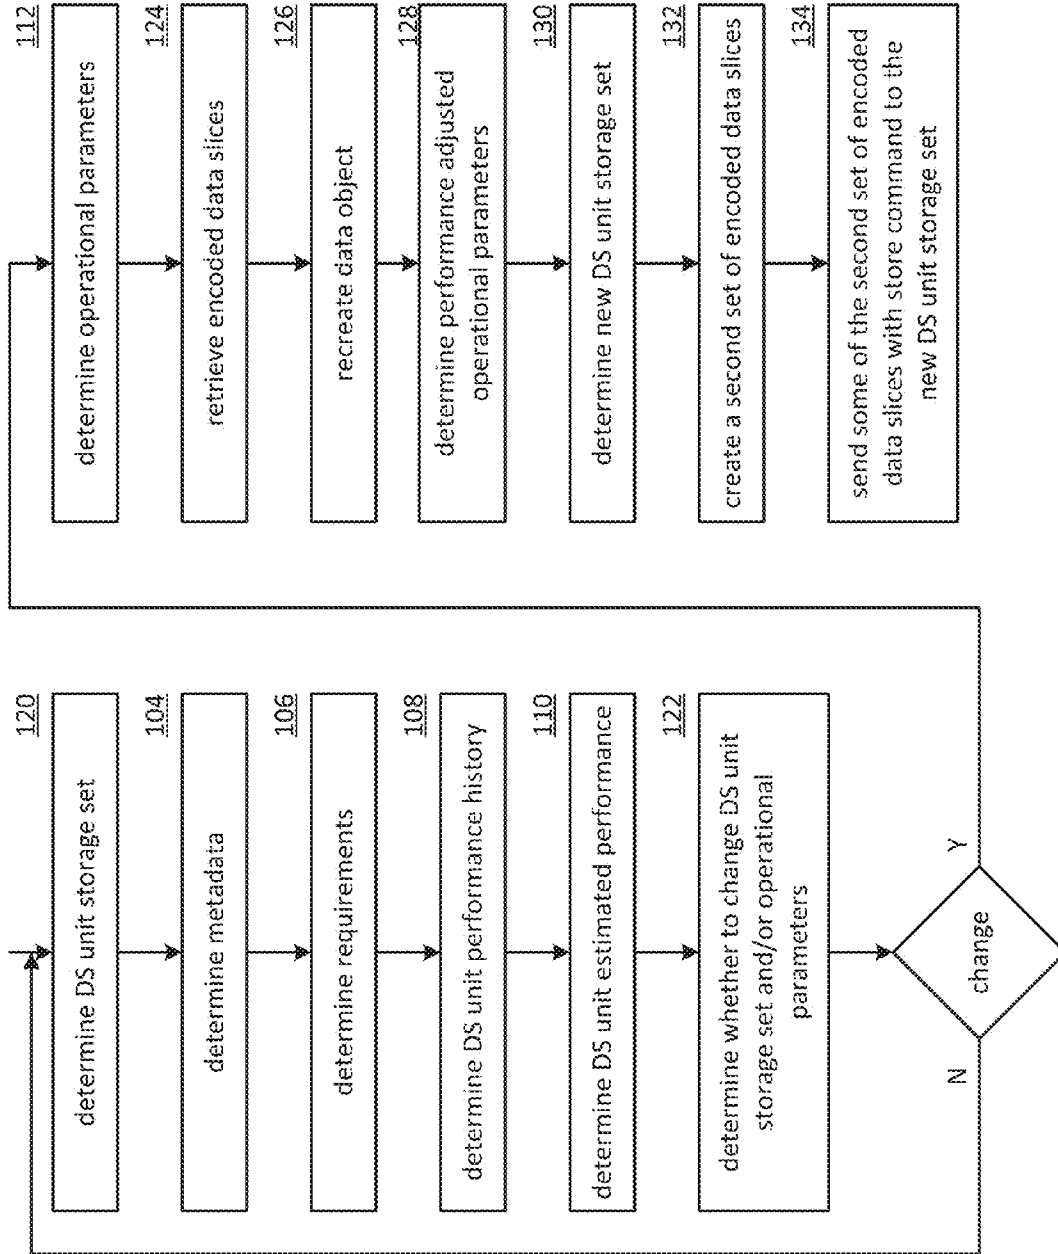 120
determine DS unit storage set
104
determine metadata
106
determine requirements
108
determine DS unit performance history
110
determine DS unit estimated performance
122
determine whether to change DS unit
storage set and/or operational
parameters
change
N
Y
112
determine operational parameters
124
retrieve encoded data slices
126
recreate data object
128
determine performance adjusted
operational parameters
130
determine new DS unit storage set
132
create a second set of encoded data slices
134
send some of the second set of encoded
data slices with store command to the
new DS unit storage set